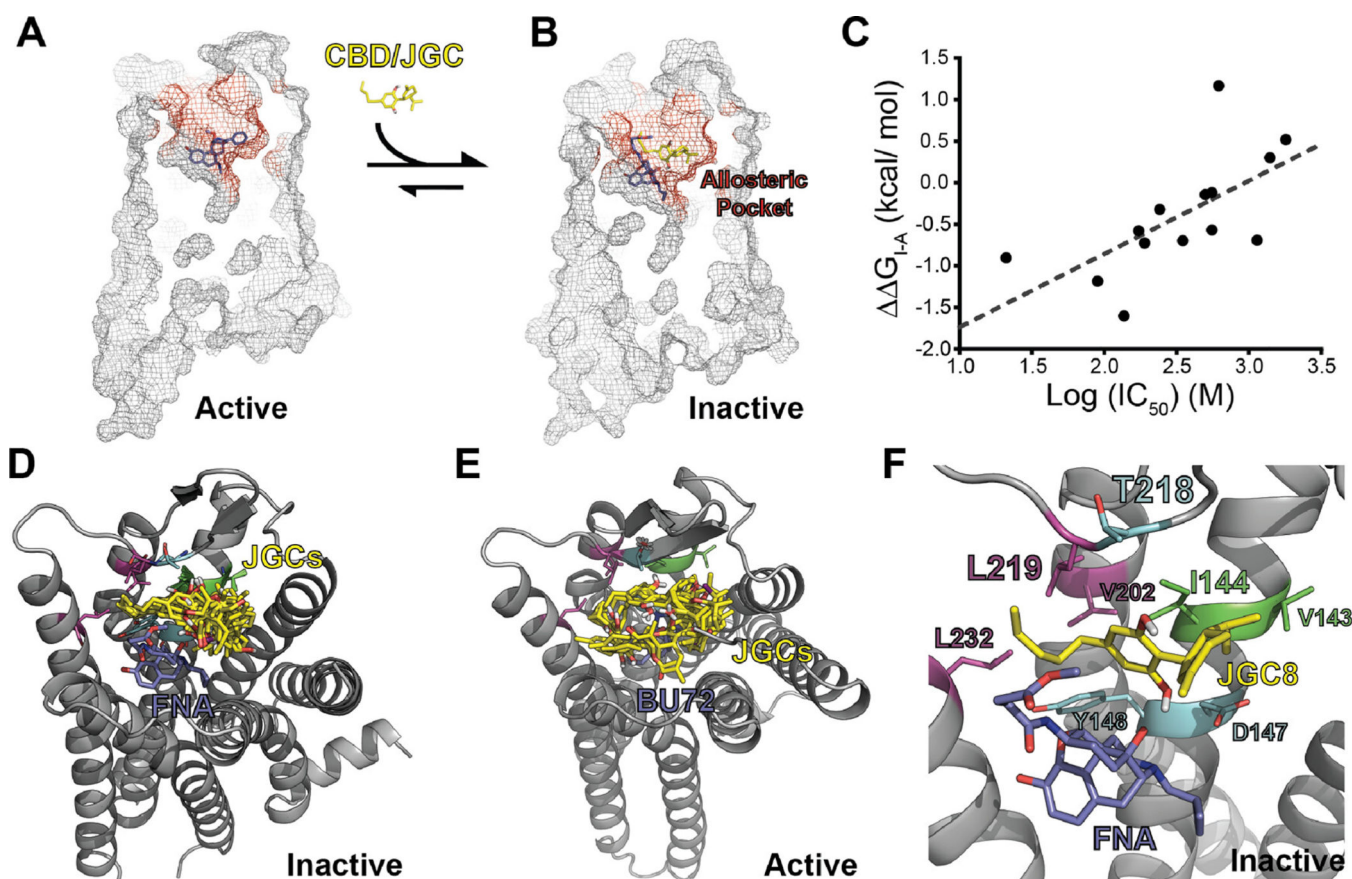 A
CBD/JGC
Active
B
Allosteric
Pocket
Inactive
C
ΔΔG_I-A (kcal/ mol)
1.5
1.0
0.5
0.0
-0.5
-1.0
-1.5
-2.0
1.0 1.5 2.0 2.5 3.0 3.5
Log (IC₅₀) (M)
D
JGCs
FNA
Inactive
E
JGCs
BU72
Active
F
T218
L219
V202
I144
V143
L232
JGC8
Y148
D147
FNA
Inactive